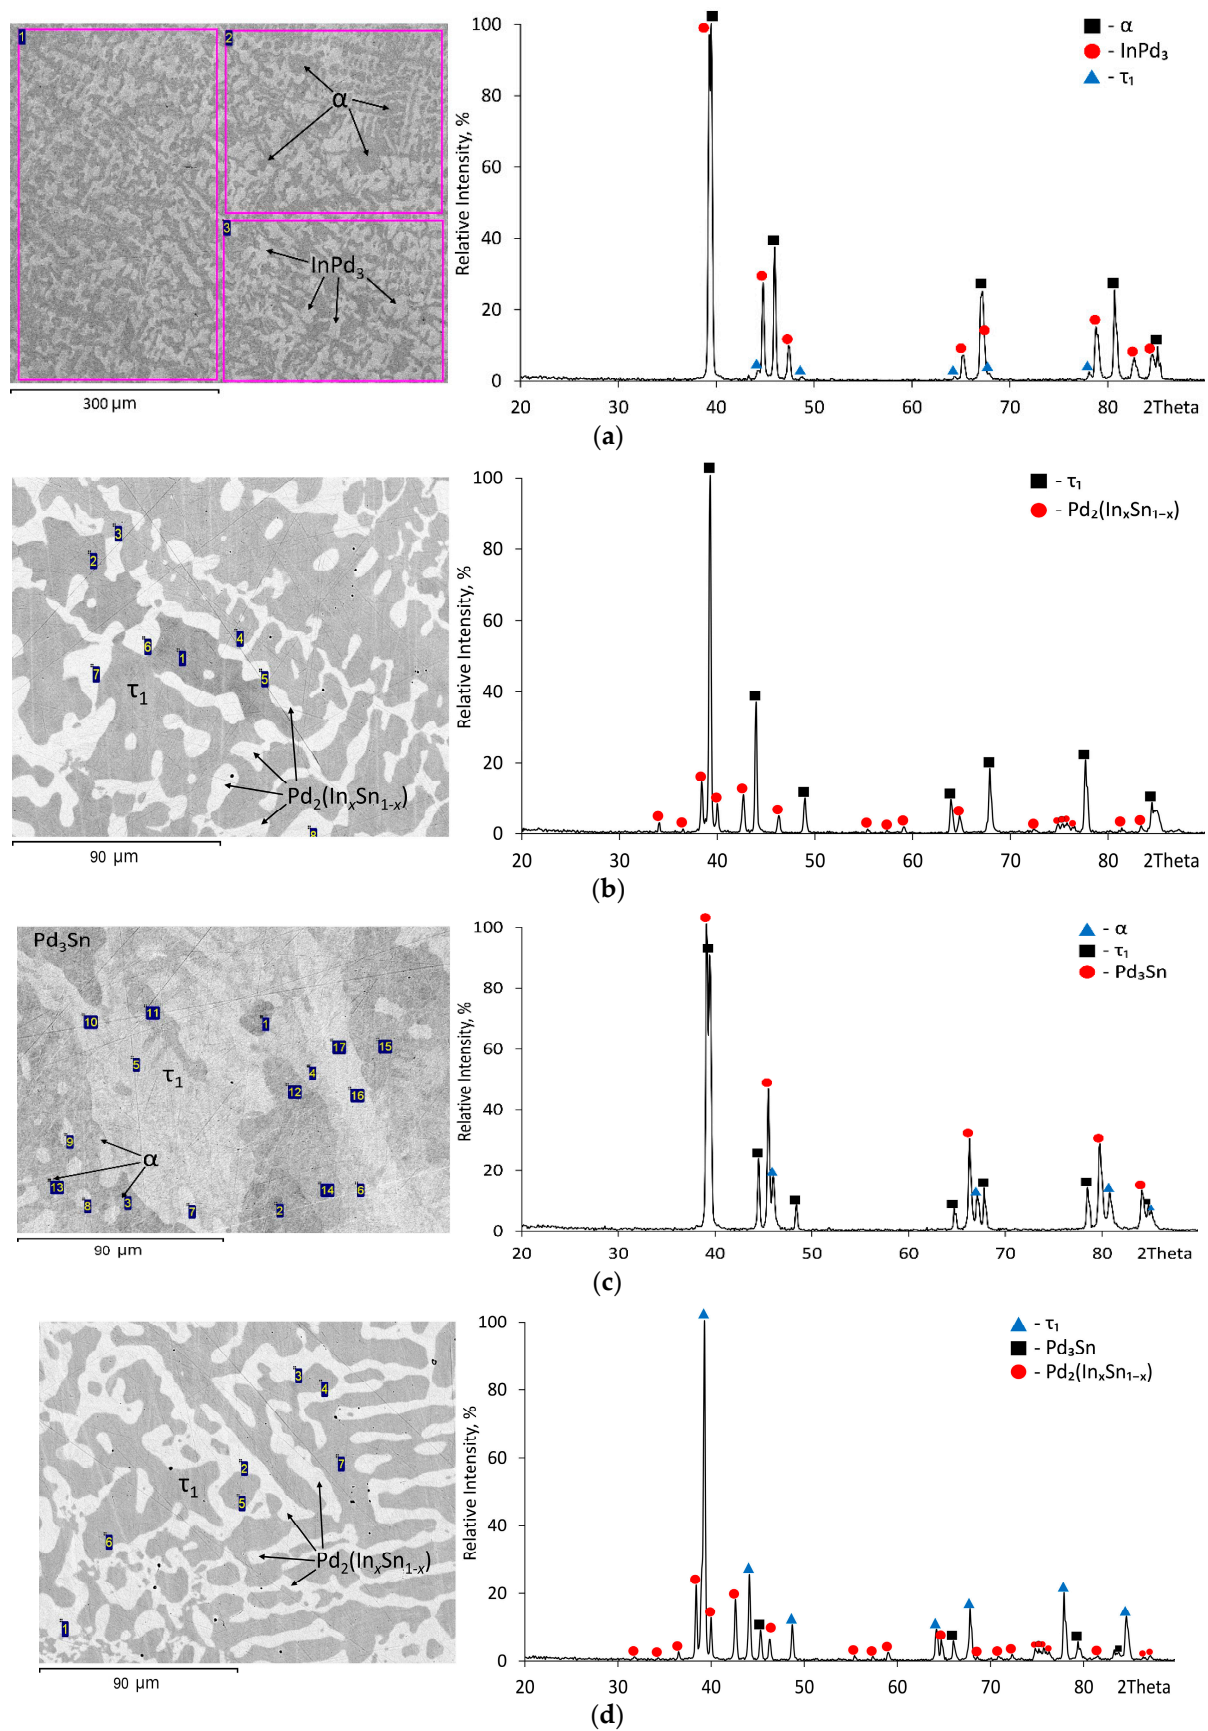 1
2
α
3
InPd₃
300 µm
Relative Intensity, %
100
80
60
40
20
0
20 30 40 50 60 70 80 2Theta
- α
- InPd₃
- τ₁
(a)
3
2
6
4
1
7
5
τ₁
Pd₂(InₓSn₁₋ₓ)
8
90 µm
Relative Intensity, %
100
80
60
40
20
0
20 30 40 50 60 70 80 2Theta
- τ₁
- Pd₂(InₓSn₁₋ₓ)
(b)
Pd₃Sn
10
11
1
17
15
5
τ₁
4
12
16
9
α
13
8
3
7
2
14
6
90 µm
Relative Intensity, %
100
80
60
40
20
0
20 30 40 50 60 70 80 2Theta
- α
- τ₁
- Pd₃Sn
(c)
3
4
2
7
τ₁
5
6
Pd₂(InₓSn₁₋ₓ)
1
90 µm
Relative Intensity, %
100
80
60
40
20
0
20 30 40 50 60 70 80 2Theta
- τ₁
- Pd₃Sn
- Pd₂(InₓSn₁₋ₓ)
(d)